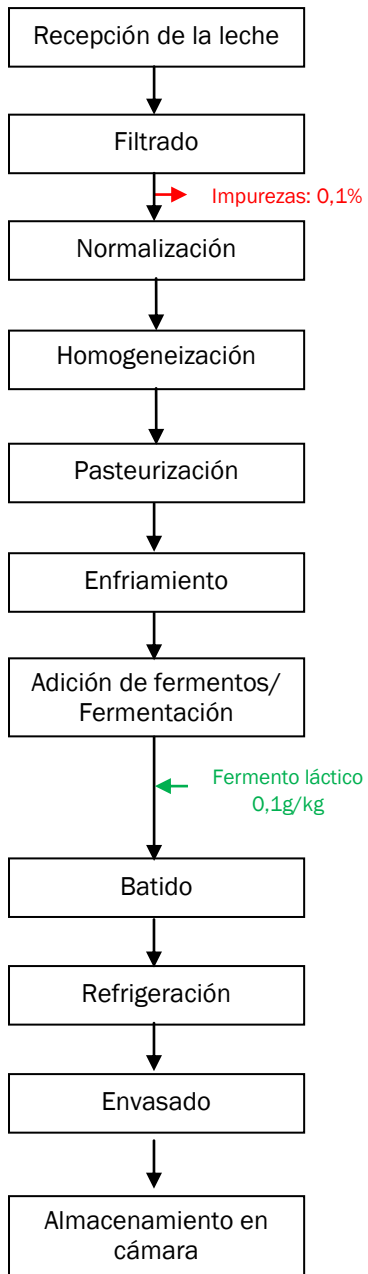 Recepción de la leche
Filtrado
Impurezas: 0,1%
Normalización
Homogeneización
Pasteurización
Enfriamiento
Adición de fermentos/
Fermentación
Fermento láctico
0,1g/kg
Batido
Refrigeración
Envasado
Almacenamiento en
cámara